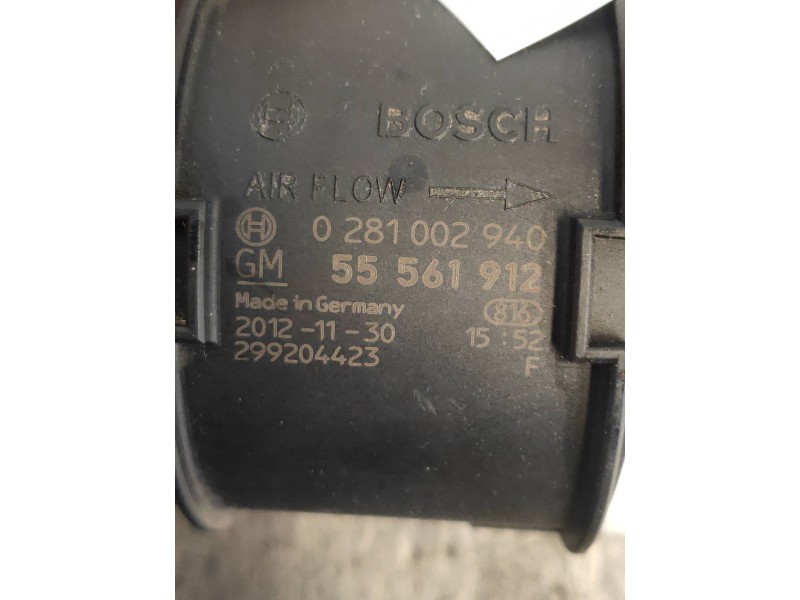 BOSCH
AIR FLOW
0 281 002 940
GM 55 561 912
Made in Germany 816
2012-11-30 15:52
299204423 F